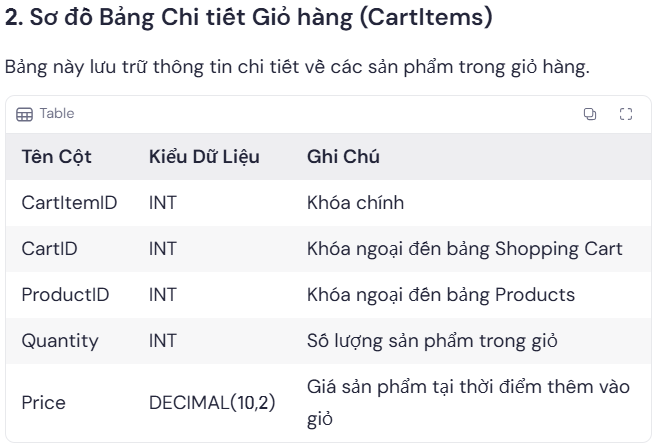 2. Sơ đồ Bảng Chi tiết Giỏ hàng (CartItems)
Bảng này lưu trữ thông tin chi tiết về các sản phẩm trong giỏ hàng.
Table
Tên Cột Kiểu Dữ Liệu Ghi Chú
CartItemID INT Khóa chính
CartID INT Khóa ngoại đến bảng Shopping Cart
ProductID INT Khóa ngoại đến bảng Products
Quantity INT Số lượng sản phẩm trong giỏ
Price DECIMAL(10,2) Giá sản phẩm tại thời điểm thêm vào
giỏ